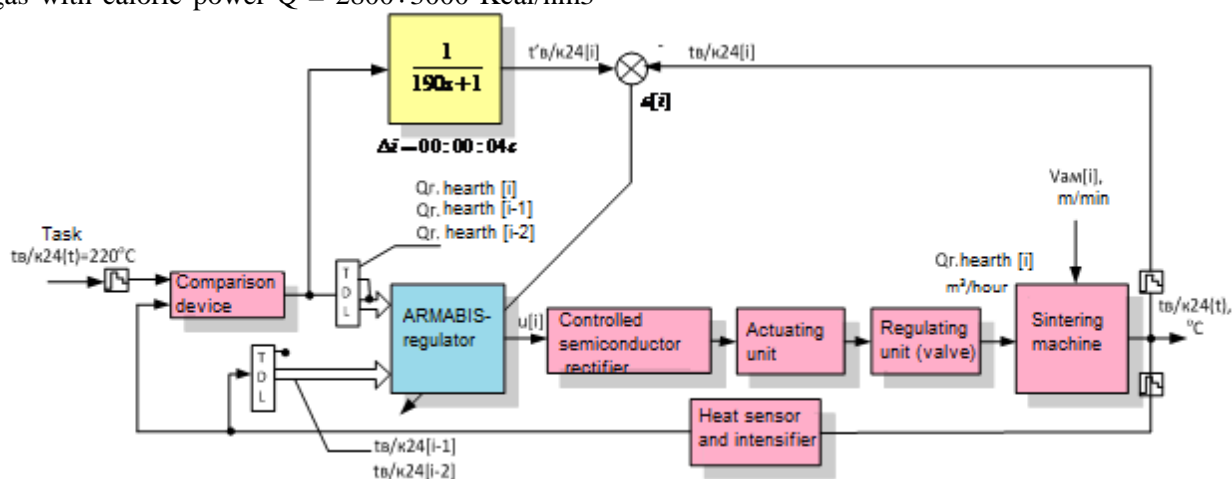 gas with caloric power Q = 2800÷3000 Kcal/nm3
1
190s+1
Δt=00:00:04c
t'в/к24[i]
-
tв/к24[i]
ε[i]
Qг. hearth [i]
Qг. hearth [i-1]
Qг. hearth [i-2]
Vам[i],
m/min
Task
tв/к24(t)=220°C
Comparison
device
T
D
L
ARMABIS-
regulator
u[i]
Controlled
semiconductor
rectifier
Actuating
unit
Regulating
unit (valve)
Qг.hearth [i]
m³/hour
Sintering
machine
tв/к24(t),
°C
T
D
L
Heat sensor
and intensifier
tв/к24[i-1]
tв/к24[i-2]